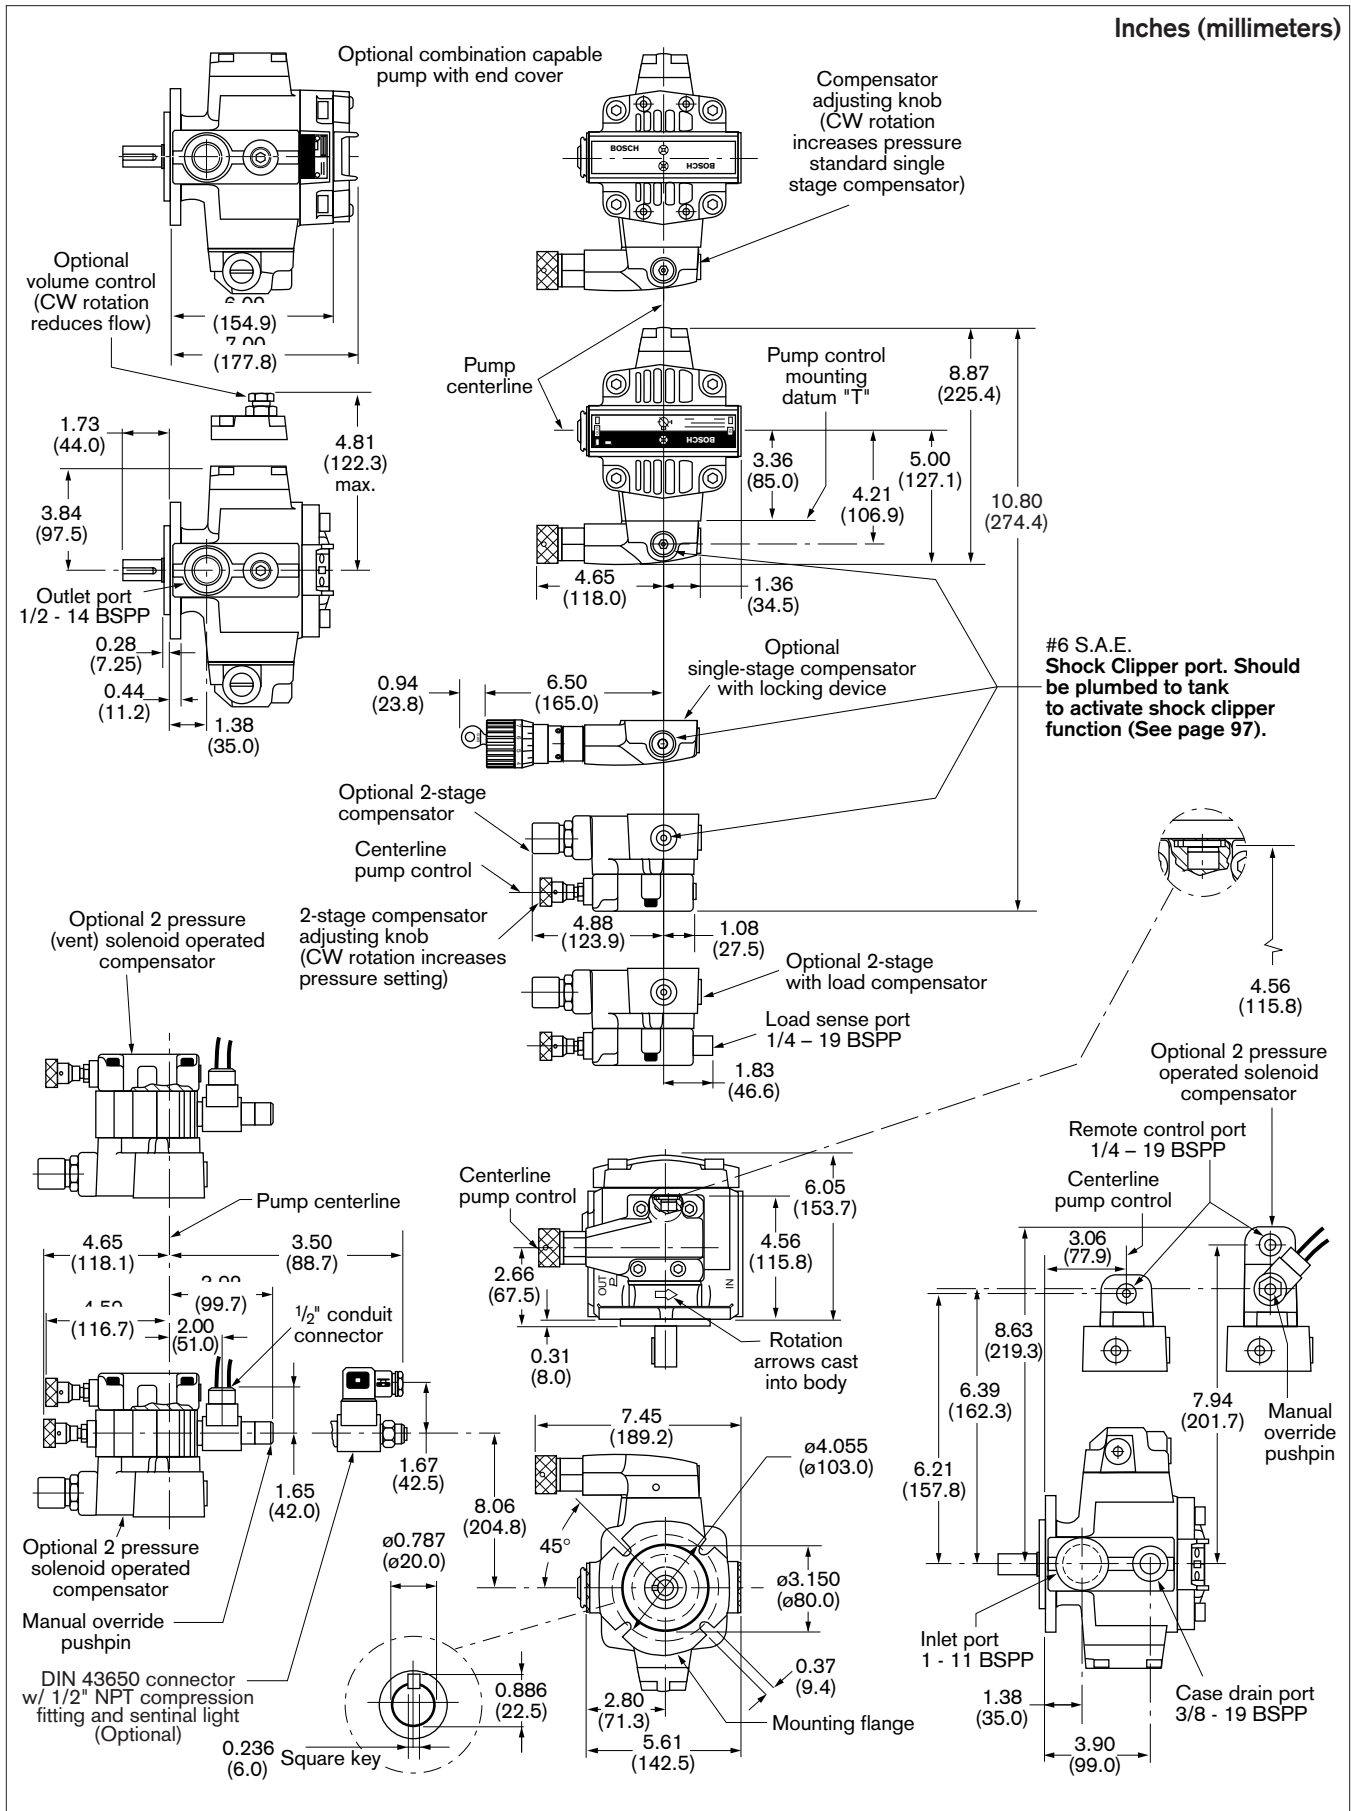 Inches (millimeters)
Optional combination capable
pump with end cover
Compensator
adjusting knob
(CW rotation
increases pressure
standard single
stage compensator)
BOSCH
BOSCH
Optional
volume control
(CW rotation
reduces flow)
(154.9)
7.00
(177.8)
Pump
centerline
Pump control
mounting
datum "T"
8.87
(225.4)
1.73
(44.0)
4.81
(122.3)
max.
BOSCH
3.36
(85.0)
5.00
(127.1)
4.21
(106.9)
10.80
(274.4)
3.84
(97.5)
4.65
(118.0)
1.36
(34.5)
Outlet port
1/2 - 14 BSPP
0.28
(7.25)
0.44
(11.2)
1.38
(35.0)
0.94
(23.8)
6.50
(165.0)
Optional
single-stage compensator
with locking device
#6 S.A.E.
Shock Clipper port. Should
be plumbed to tank
to activate shock clipper
function (See page 97).
Optional 2-stage
compensator
Centerline
pump control
2-stage compensator
adjusting knob
(CW rotation increases
pressure setting)
4.88
(123.9)
1.08
(27.5)
Optional 2 pressure
(vent) solenoid operated
compensator
Optional 2-stage
with load compensator
Load sense port
1/4 – 19 BSPP
1.83
(46.6)
4.56
(115.8)
Optional 2 pressure
operated solenoid
compensator
Remote control port
1/4 – 19 BSPP
Centerline
pump control
3.06
(77.9)
Pump centerline
4.65
(118.1)
3.50
(88.7)
(99.7)
(116.7)
2.00
(51.0)
1/2" conduit
connector
Centerline
pump control
6.05
(153.7)
4.56
(115.8)
2.66
(67.5)
OUT
IN
0.31
(8.0)
Rotation
arrows cast
into body
8.63
(219.3)
6.39
(162.3)
7.94
(201.7)
Manual
override
pushpin
6.21
(157.8)
7.45
(189.2)
ø4.055
(ø103.0)
1.67
(42.5)
1.65
(42.0)
8.06
(204.8)
45°
Optional 2 pressure
solenoid operated
compensator
ø0.787
(ø20.0)
ø3.150
(ø80.0)
Manual override
pushpin
DIN 43650 connector
w/ 1/2" NPT compression
fitting and sentinal light
(Optional)
0.886
(22.5)
0.236
(6.0)
Square key
2.80
(71.3)
5.61
(142.5)
0.37
(9.4)
Mounting flange
Inlet port
1 - 11 BSPP
1.38
(35.0)
3.90
(99.0)
Case drain port
3/8 - 19 BSPP